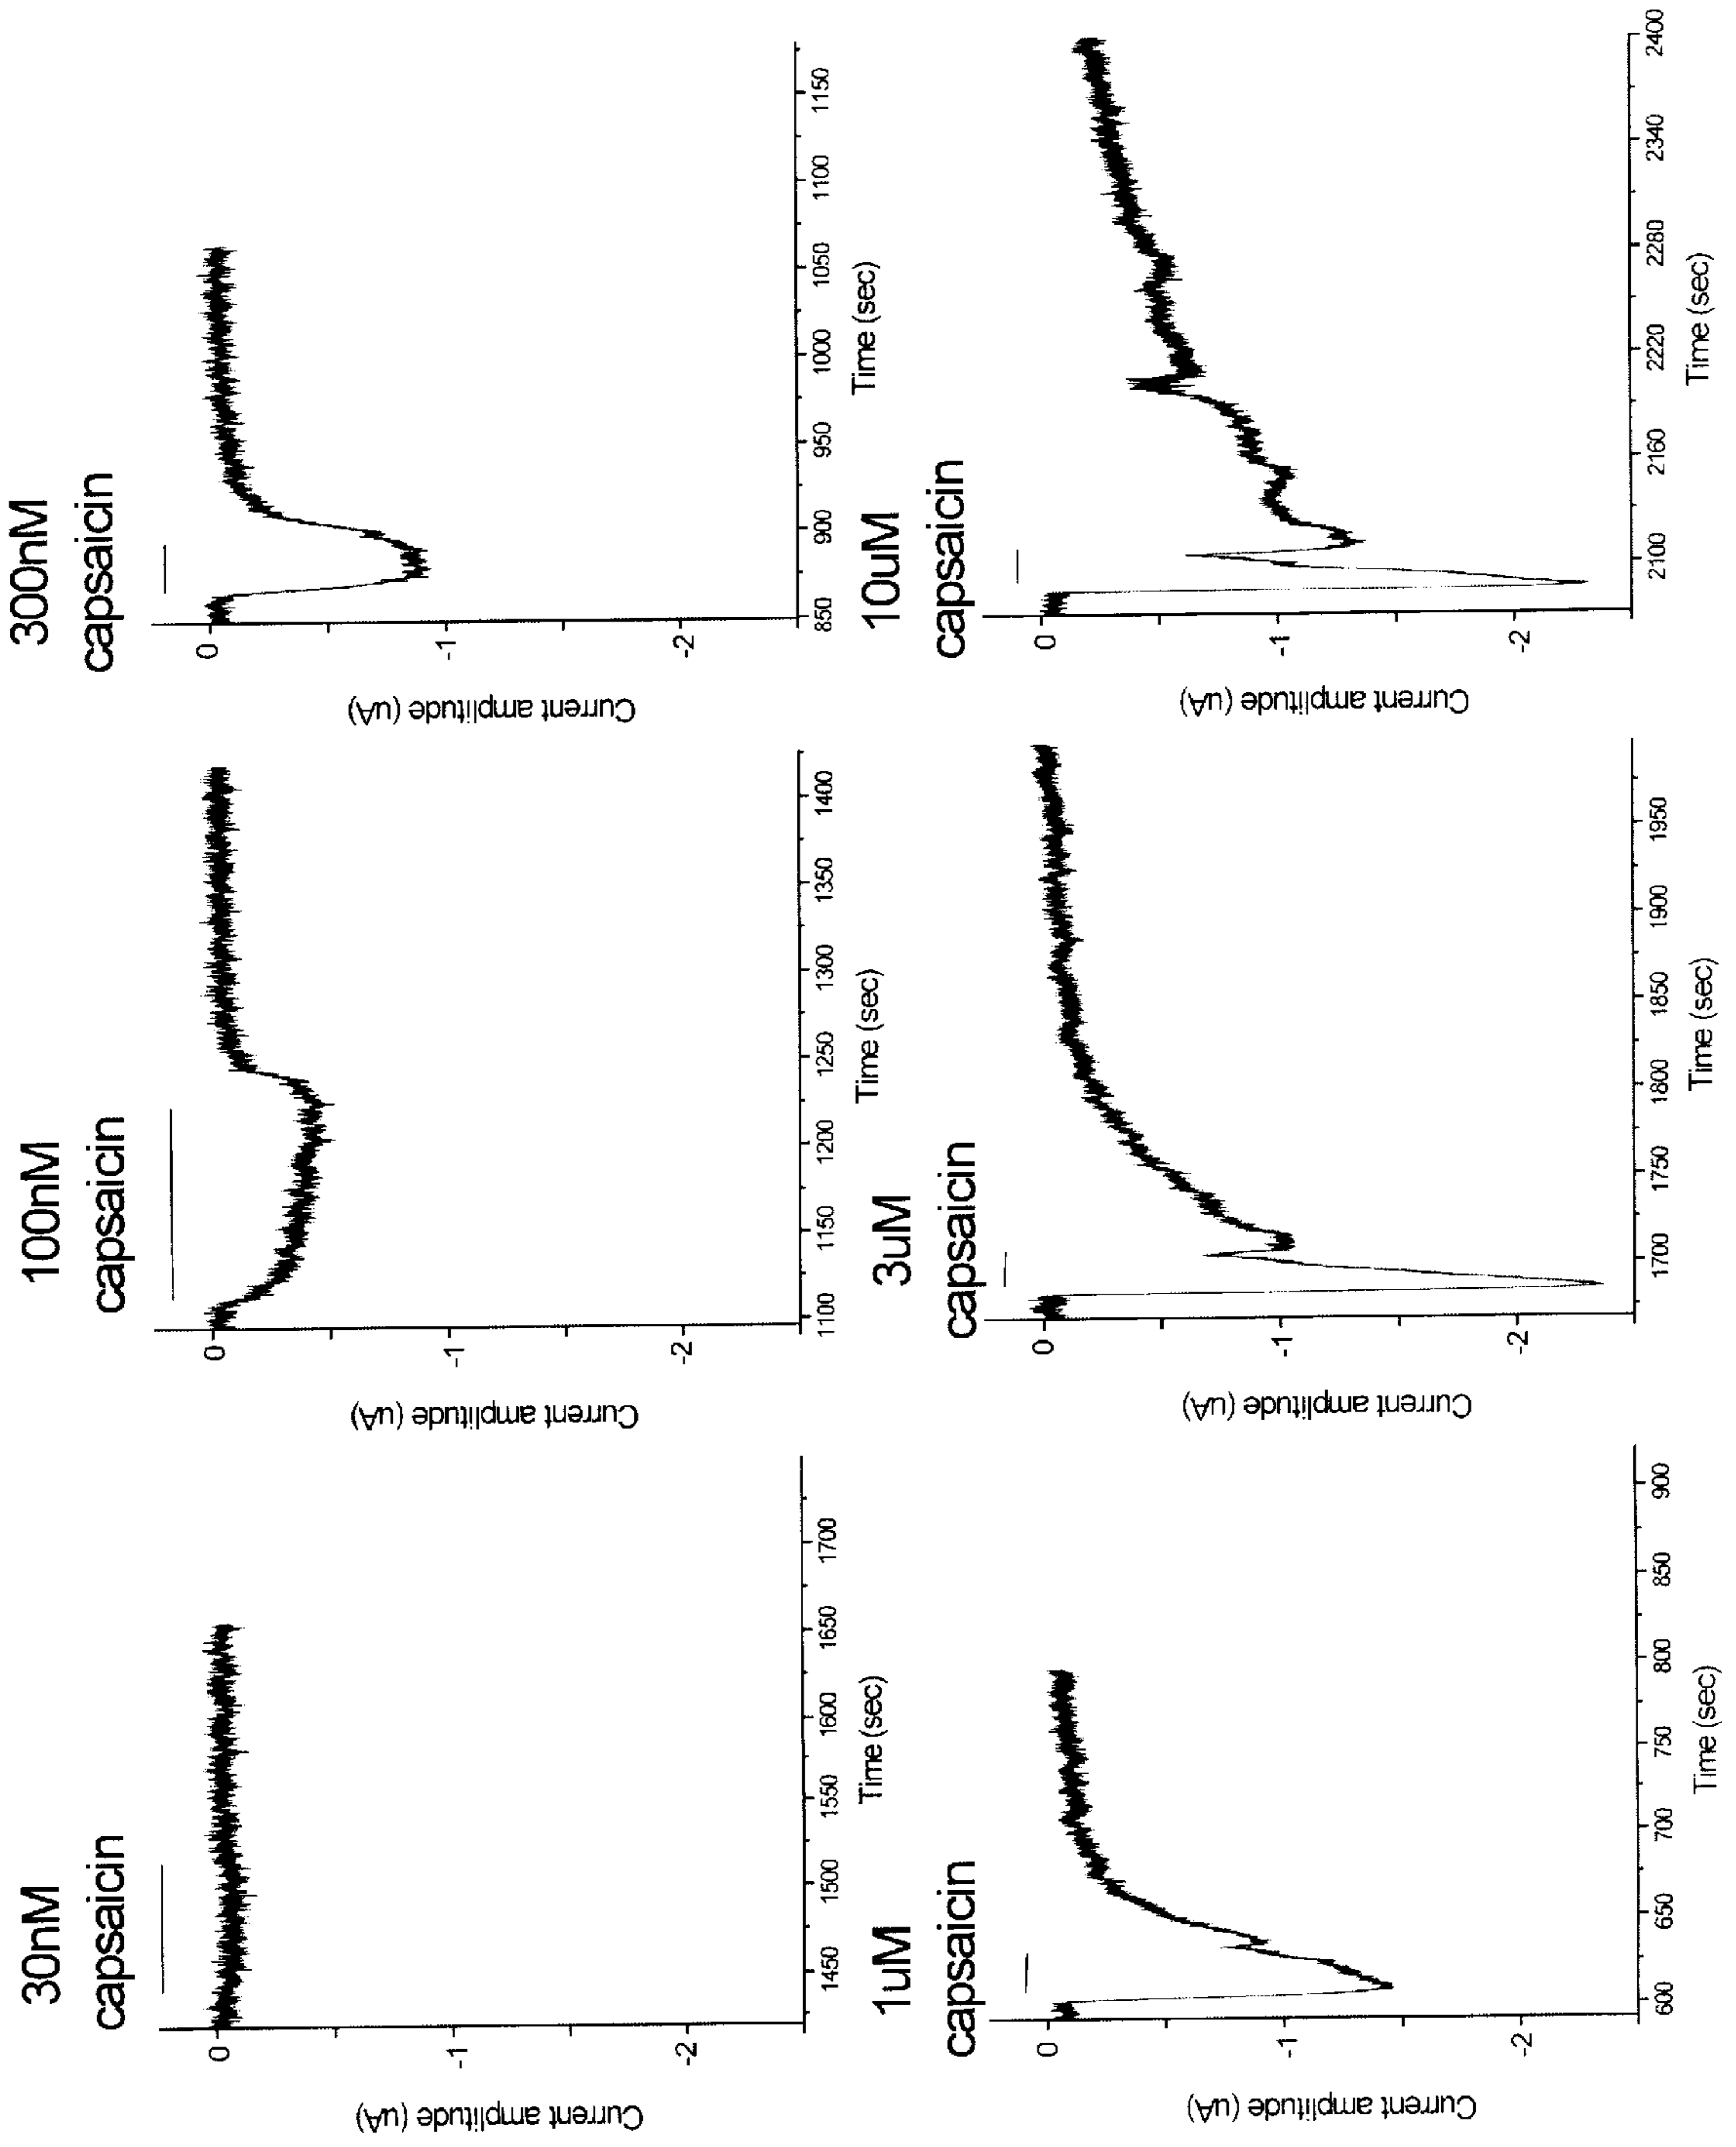 30nM
capsaicin
0
-1
-2
Current amplitude (uA)
1450
1500
1550
1600
1650
1700
Time (sec)
100nM
capsaicin
0
-1
-2
Current amplitude (uA)
1100
1150
1200
1250
1300
1350
1400
Time (sec)
300nM
capsaicin
0
-1
-2
Current amplitude (uA)
850
900
950
1000
1050
1100
1150
Time (sec)
1uM
capsaicin
0
-1
-2
Current amplitude (uA)
600
650
700
750
800
850
900
Time (sec)
3uM
capsaicin
0
-1
-2
Current amplitude (uA)
1700
1750
1800
1850
1900
1950
Time (sec)
10uM
capsaicin
0
-1
-2
Current amplitude (uA)
2100
2160
2220
2280
2340
2400
Time (sec)